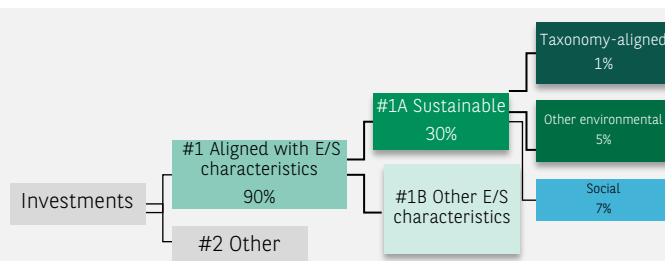 Taxonomy-aligned
1%
#1A Sustainable
30%
Other environmental
5%
#1 Aligned with E/S
characteristics
90%
#1B Other E/S
characteristics
Social
7%
Investments
#2 Other